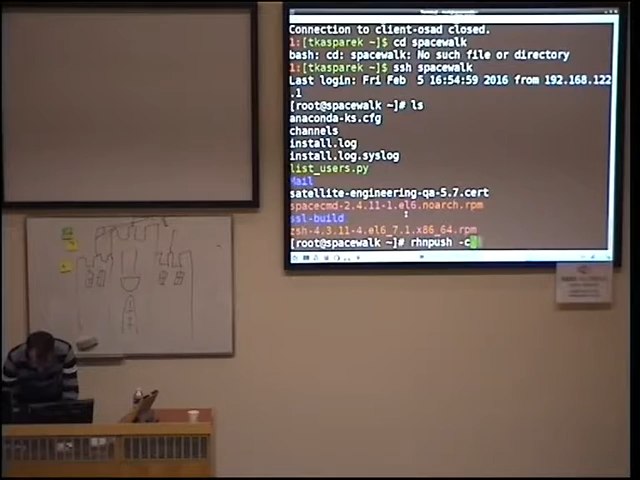 Connection to client-osad closed.
1:[tkasparek ~]$ cd spacewalk
bash: cd: spacewalk: No such file or directory
1:[tkasparek ~]$ ssh spacewalk
Last login: Fri Feb  5 16:54:59 2016 from 192.168.122
.1
[root@spacewalk ~]# ls
anaconda-ks.cfg
channels
install.log
install.log.syslog
list_users.py
Mail
satellite-engineering-qa-5.7.cert
spacecmd-2.4.11-1.el6.noarch.rpm
ssl-build
zsh-4.3.11-4.el6_7.1.x86_64.rpm
[root@spacewalk ~]# rhnpush -c